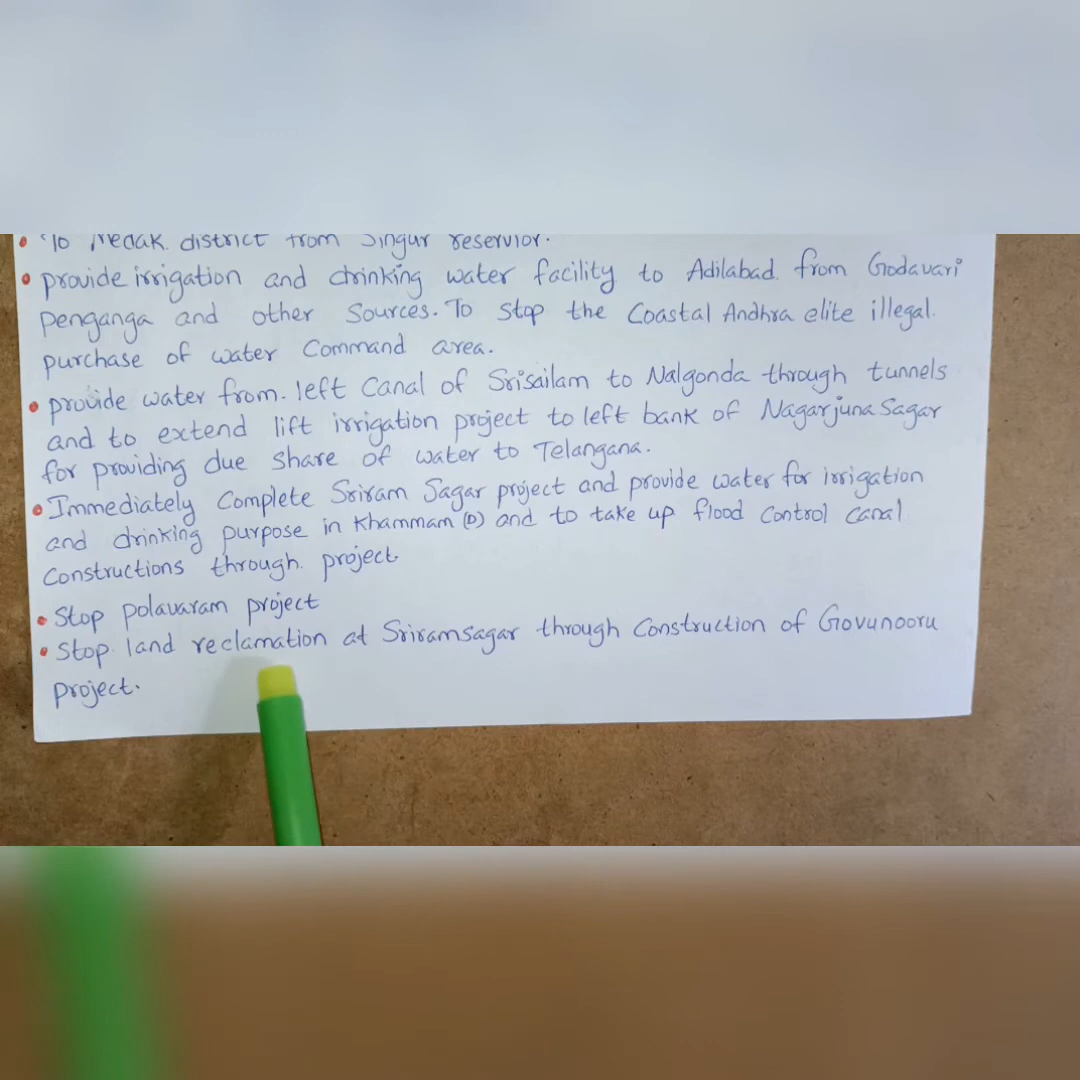 • To Medak district from Singur reservior.
• provide irrigation and drinking water facility to Adilabad from Godavari
penganga and other sources. To stop the Coastal Andhra elite illegal
purchase of water Command area.
• provide water from left Canal of Srisailam to Nalgonda through tunnels
and to extend lift irrigation project to left bank of Nagarjuna Sagar
for providing due share of water to Telangana.
• Immediately complete Sriram Sagar project and provide water for irrigation
and drinking purpose in Khammam (D) and to take up flood control canal
Constructions through project
• Stop polavaram project
• Stop land reclamation at Sriramsagar through Construction of Govunooru
project.